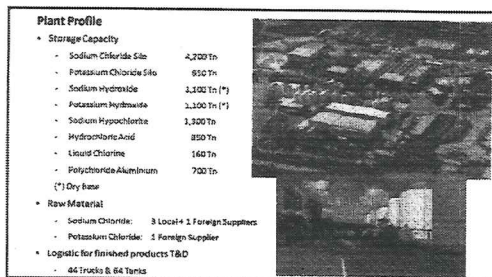 Plant Profile
• Storage Capacity
- Sodium Chloride Silo 4,200 Tn
- Potassium Chloride Silo 650 Tn
- Sodium Hydroxide 1,100 Tn (*)
- Potassium Hydroxide 1,100 Tn (*)
- Sodium Hypochlorite 1,300 Tn
- Hydrochloric Acid 850 Tn
- Liquid Chlorine 160 Tn
- Polychloride Aluminum 700 Tn
(*) Dry base
• Raw Material
- Sodium Chloride: 3 Local + 1 Foreign Suppliers
- Potassium Chloride: 1 Foreign Supplier
• Logistic for finished products T&D
- 44 Trucks & 64 Tanks